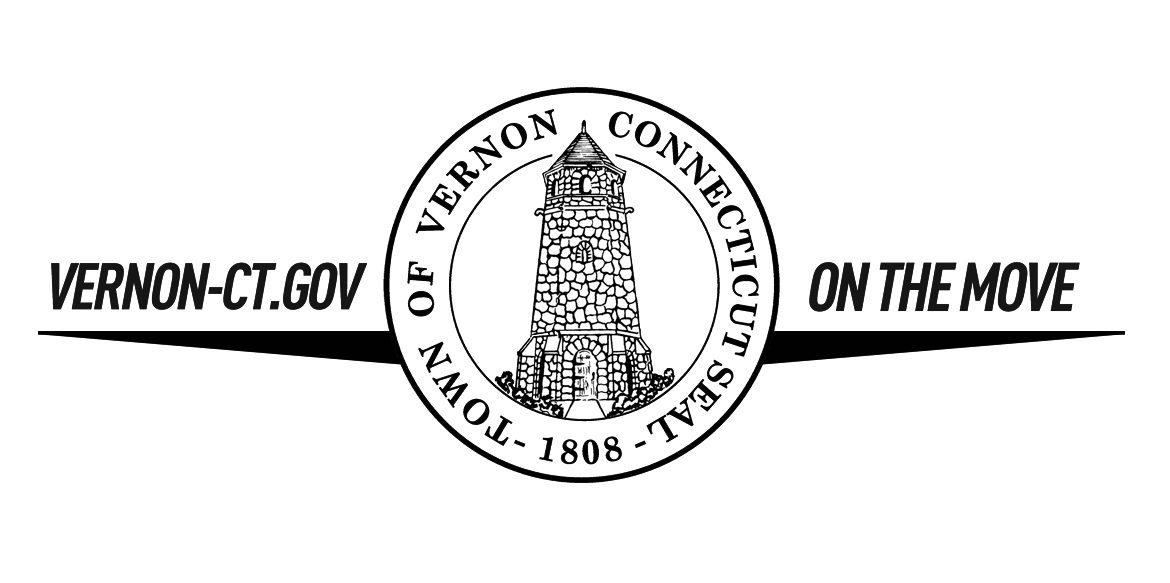 VERNON-CT.GOV
TOWN OF VERNON CONNECTICUT SEAL
- 1808 -
ON THE MOVE